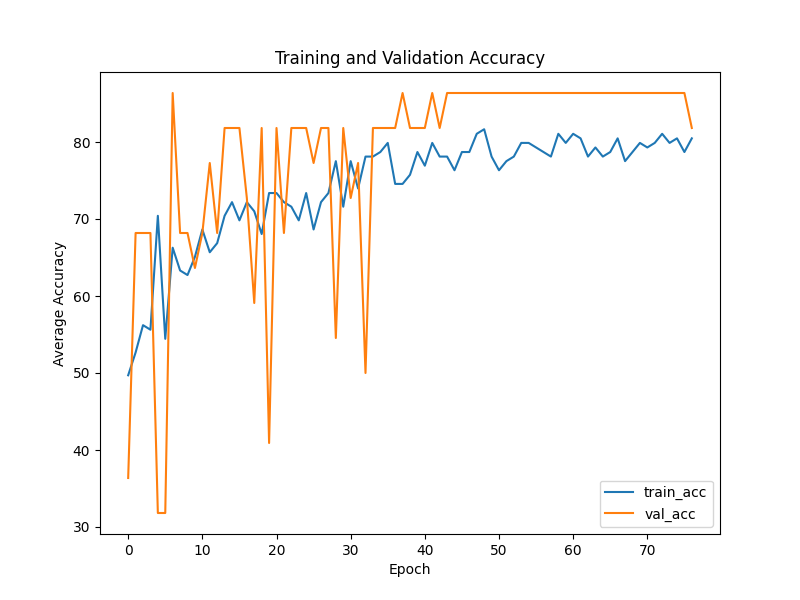 Training and Validation Accuracy
Average Accuracy
80
70
60
50
40
30
0 10 20 30 40 50 60 70
Epoch
train_acc
val_acc